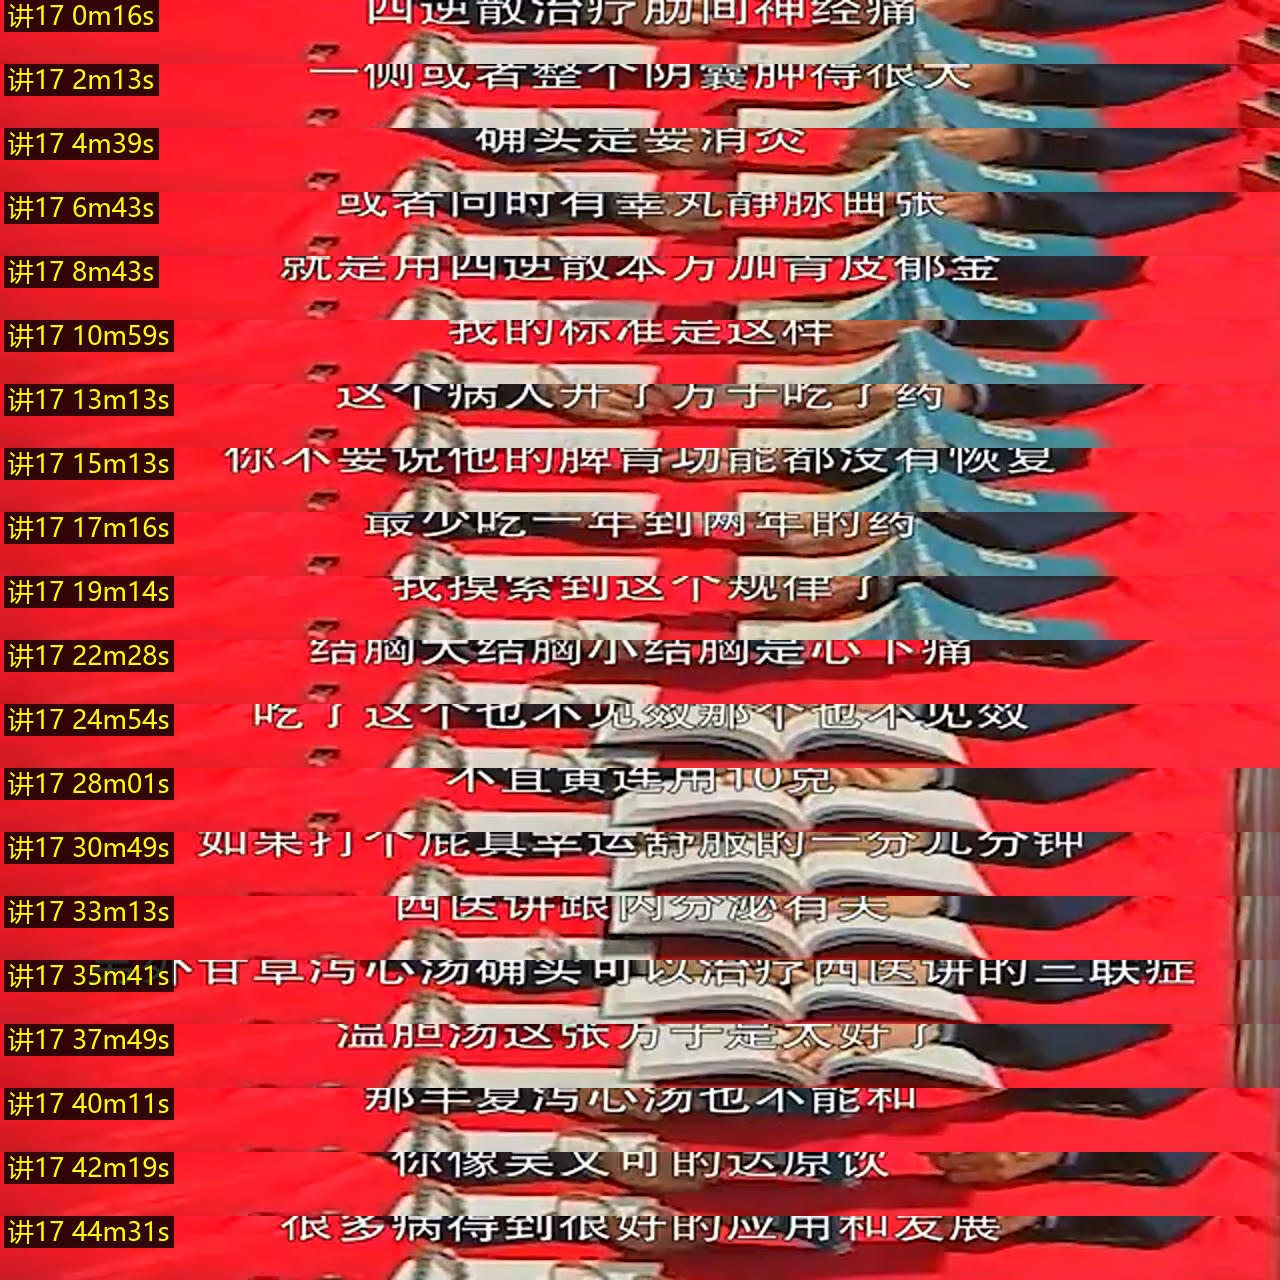 讲17 0m16s 四逆散治疗肋间神经痛
讲17 2m13s 一侧或者整个阴囊肿得很大
讲17 4m39s 确实是要消炎
讲17 6m43s 或者同时有睾丸静脉曲张
讲17 8m43s 就是用四逆散本方加青皮郁金
讲17 10m59s 我的标准是这样
讲17 13m13s 这个病人开了方子吃了药
讲17 15m13s 你不要说他的脾胃功能都没有恢复
讲17 17m16s 最少吃一年到两年的药
讲17 19m14s 我摸索到这个规律了
讲17 22m28s 结胸大结胸小结胸是心下痛
讲17 24m54s 吃了这个也不见效那个也不见效
讲17 28m01s 不宜黄连用10克
讲17 30m49s 如果打个屁真幸运舒服的一分几分钟
讲17 33m13s 西医讲跟内分泌有关
讲17 35m41s 外甘草泻心汤确实可以治疗西医讲的三联症
讲17 37m49s 温胆汤这张方子是太好了
讲17 40m11s 那半夏泻心汤也不能和
讲17 42m19s 你像吴又可的达原饮
讲17 44m31s 很多病得到很好的应用和发展